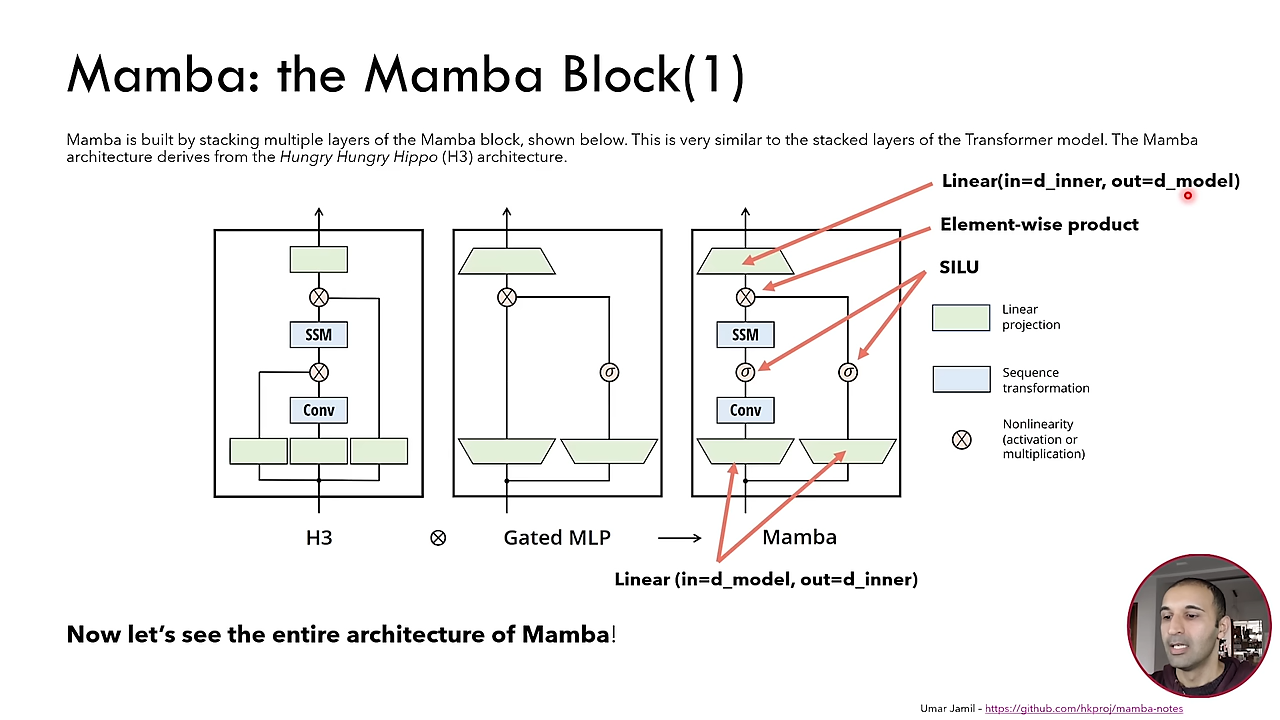 Mamba: the Mamba Block(1)
Mamba is built by stacking multiple layers of the Mamba block, shown below. This is very similar to the stacked layers of the Transformer model. The Mamba
architecture derives from the Hungry Hungry Hippo (H3) architecture.
Linear(in=d_inner, out=d_model)
Element-wise product
SILU
SSM
Conv
σ
SSM
σ
σ
Conv
Linear
projection
Sequence
transformation
Nonlinearity
(activation or
multiplication)
H3 ⊗ Gated MLP → Mamba
Linear (in=d_model, out=d_inner)
Now let’s see the entire architecture of Mamba!
Umar Jamil – https://github.com/hkproj/mamba-notes